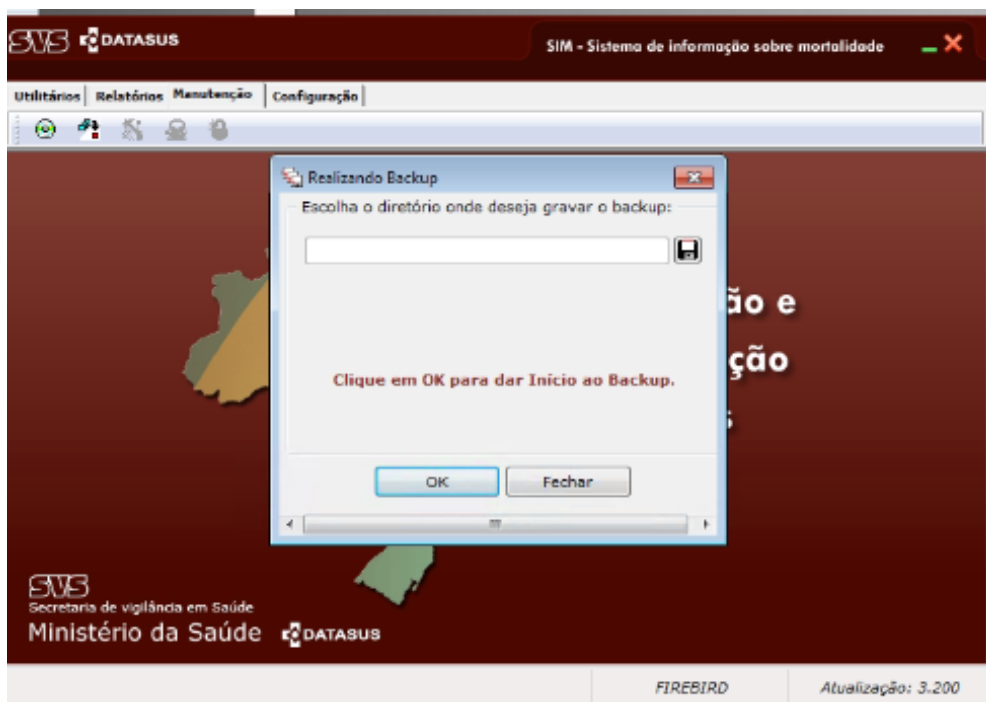 SVS DATASUS
SIM - Sistema de informação sobre mortalidade
Utilitários Relatórios Manutenção Configuração
Realizando Backup
Escolha o diretório onde deseja gravar o backup:
ão e
ção
Clique em OK para dar Início ao Backup.
s
OK Fechar
SVS
Secretaria de vigilância em Saúde
Ministério da Saúde DATASUS
FIREBIRD Atualização: 3.200